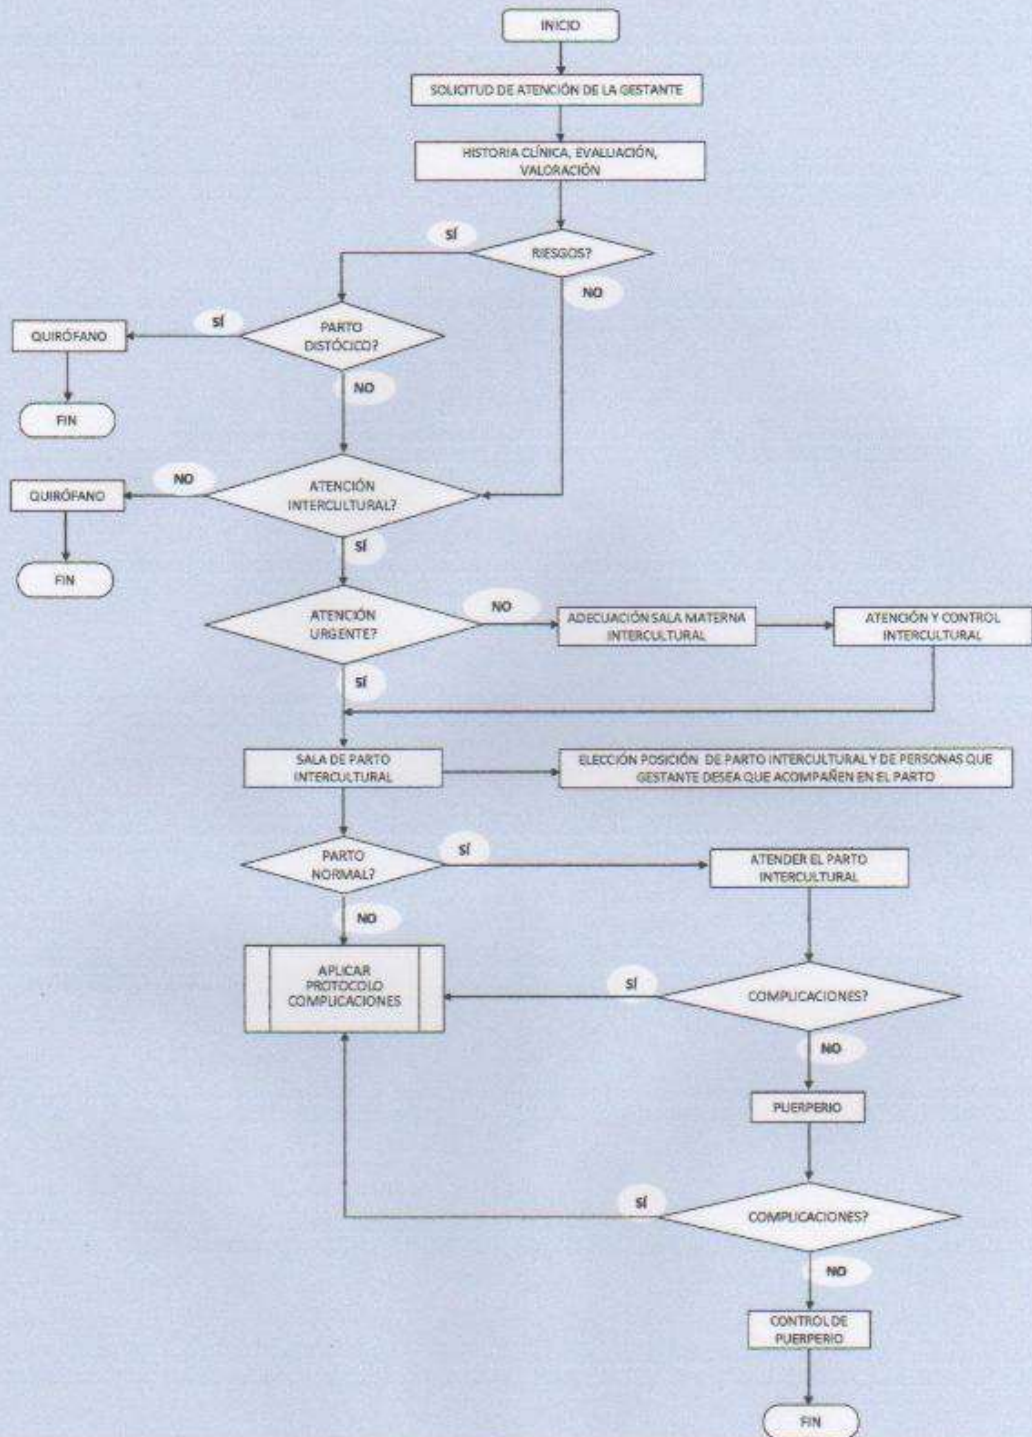 INICIO
SOLICITUD DE ATENCIÓN DE LA GESTANTE
HISTORIA CLÍNICA, EVALUACIÓN,
VALORACIÓN
SÍ
RIESGOS?
NO
SÍ
PARTO
DISTÓCICO?
QUIRÓFANO
NO
FIN
NO
ATENCIÓN
INTERCULTURAL?
QUIRÓFANO
SÍ
FIN
ATENCIÓN
URGENTE?
NO
ADECUACIÓN SALA MATERNA
INTERCULTURAL
ATENCIÓN Y CONTROL
INTERCULTURAL
SÍ
SALA DE PARTO
INTERCULTURAL
ELECCIÓN POSICIÓN DE PARTO INTERCULTURAL Y DE PERSONAS QUE
GESTANTE DESEA QUE ACOMPAÑEN EN EL PARTO
PARTO
NORMAL?
SÍ
ATENDER EL PARTO
INTERCULTURAL
NO
APLICAR
PROTOCOLO
COMPLICACIONES
SÍ
COMPLICACIONES?
NO
PUERPERIO
SÍ
COMPLICACIONES?
NO
CONTROL DE
PUERPERIO
FIN